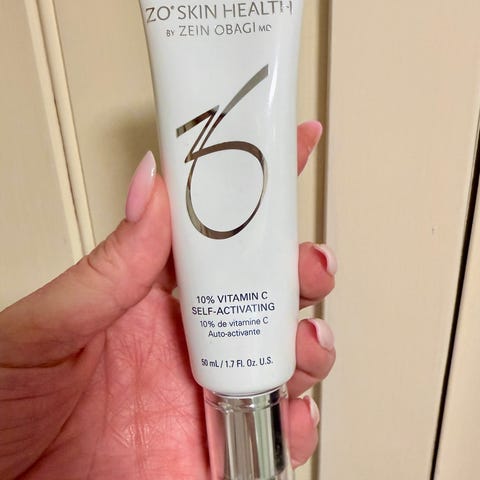 ZO® SKIN HEALTH
BY ZEIN OBAGI MD
10% VITAMIN C
SELF-ACTIVATING
10% de vitamine C
Auto-activante
50 mL / 1.7 Fl. Oz. U.S.